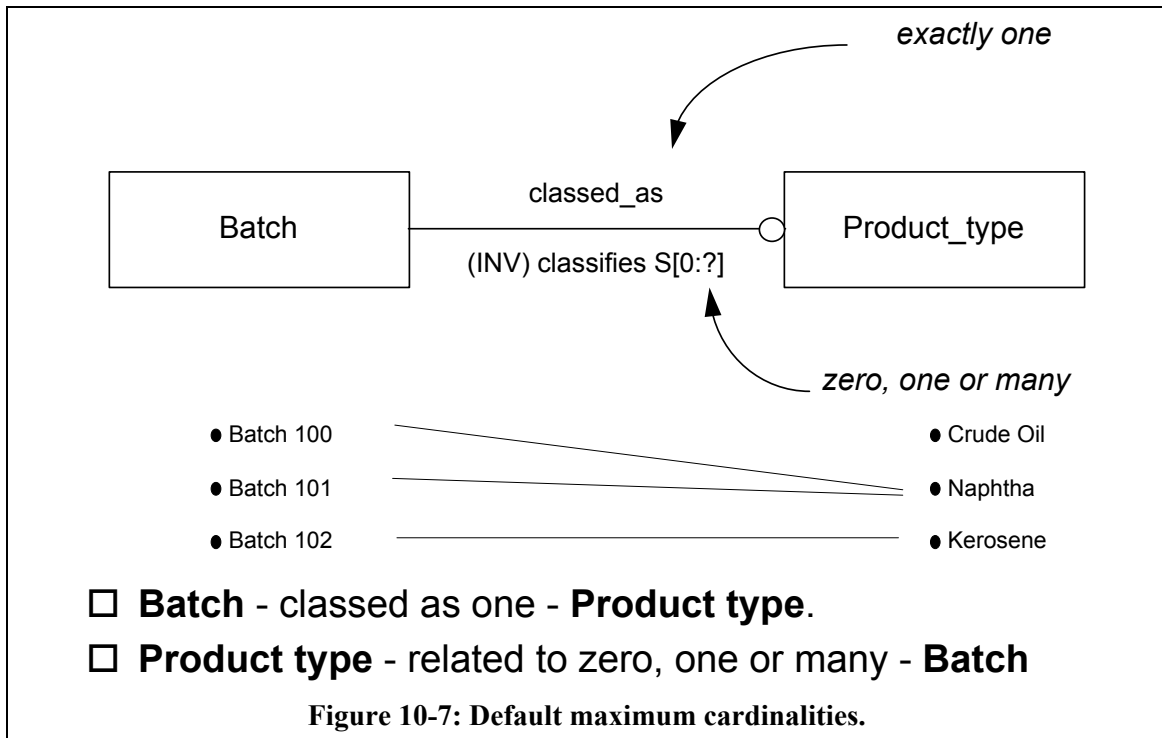 exactly one
classed_as
Batch
Product_type
(INV) classifies S[0:?]
zero, one or many
● Batch 100
● Crude Oil
● Batch 101
● Naphtha
● Batch 102
● Kerosene
□ Batch - classed as one - Product type.
□ Product type - related to zero, one or many - Batch
Figure 10-7: Default maximum cardinalities.